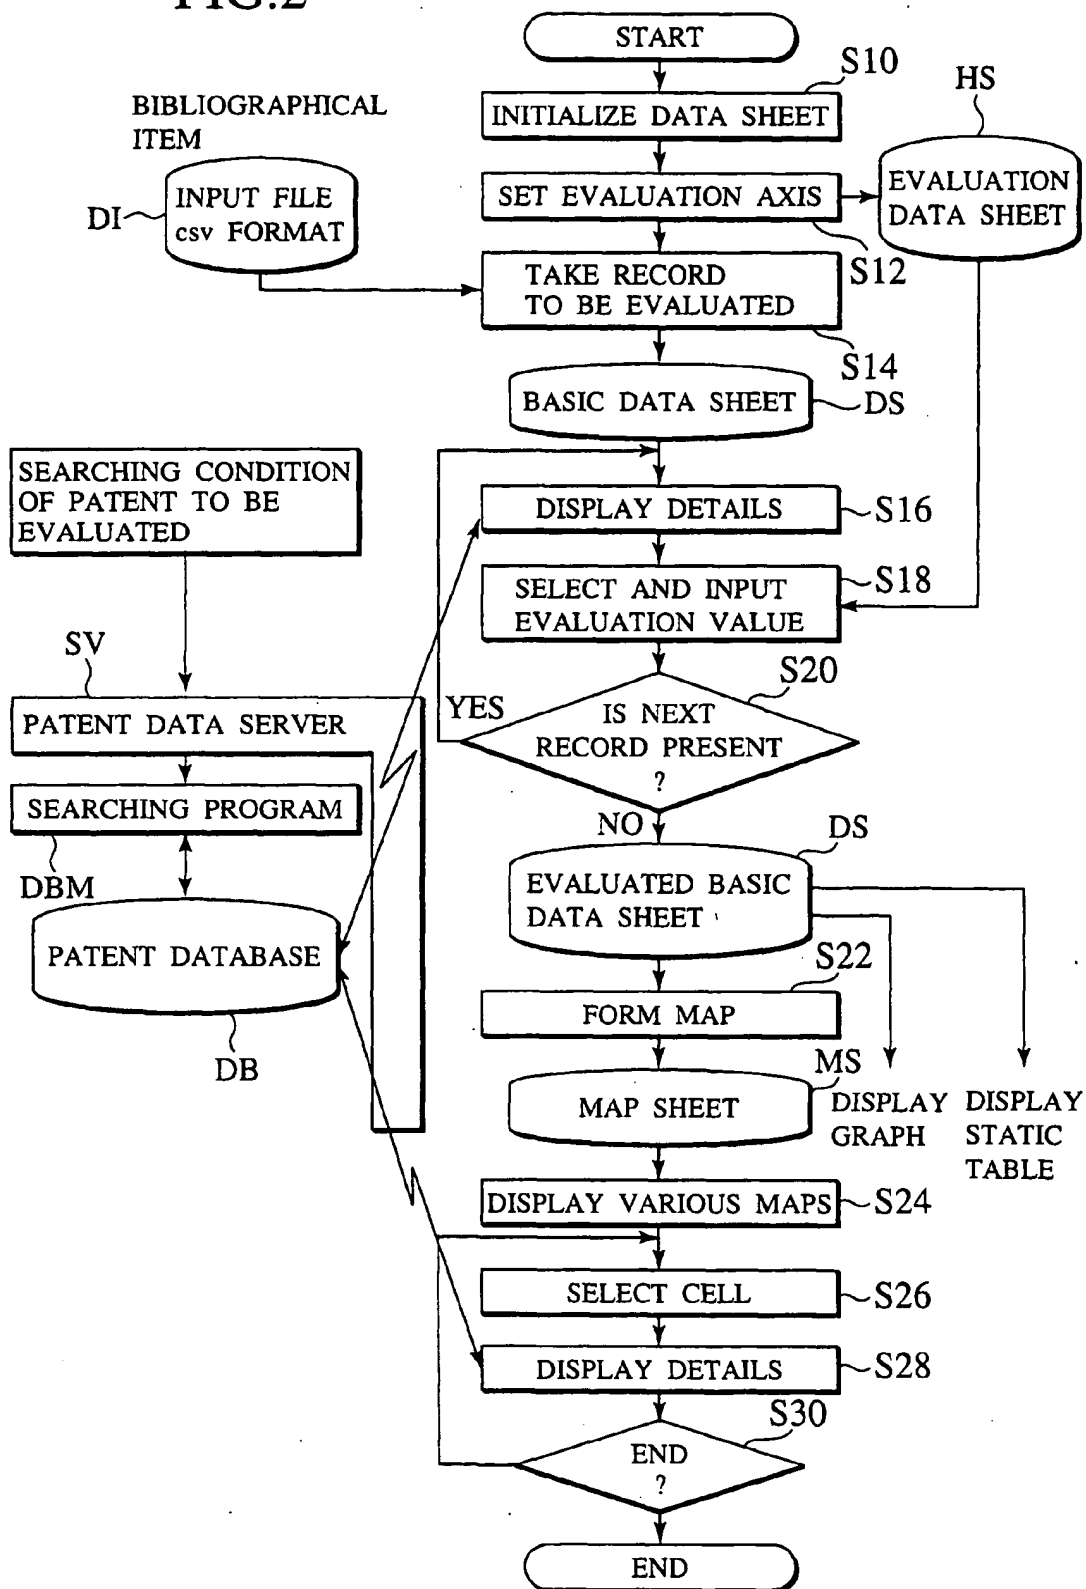 FIG.2
START
S10
INITIALIZE DATA SHEET
HS
BIBLIOGRAPHICAL
ITEM
INPUT FILE
csv FORMAT
DI
SET EVALUATION AXIS
EVALUATION
DATA SHEET
S12
TAKE RECORD
TO BE EVALUATED
S14
BASIC DATA SHEET
DS
SEARCHING CONDITION
OF PATENT TO BE
EVALUATED
DISPLAY DETAILS
S16
SELECT AND INPUT
EVALUATION VALUE
S18
SV
PATENT DATA SERVER
S20
YES
IS NEXT
RECORD PRESENT
?
SEARCHING PROGRAM
NO
DS
DBM
EVALUATED BASIC
DATA SHEET
PATENT DATABASE
DB
S22
FORM MAP
MS
MAP SHEET
DISPLAY
GRAPH
DISPLAY
STATIC
TABLE
DISPLAY VARIOUS MAPS
S24
SELECT CELL
S26
DISPLAY DETAILS
S28
S30
END
?
END